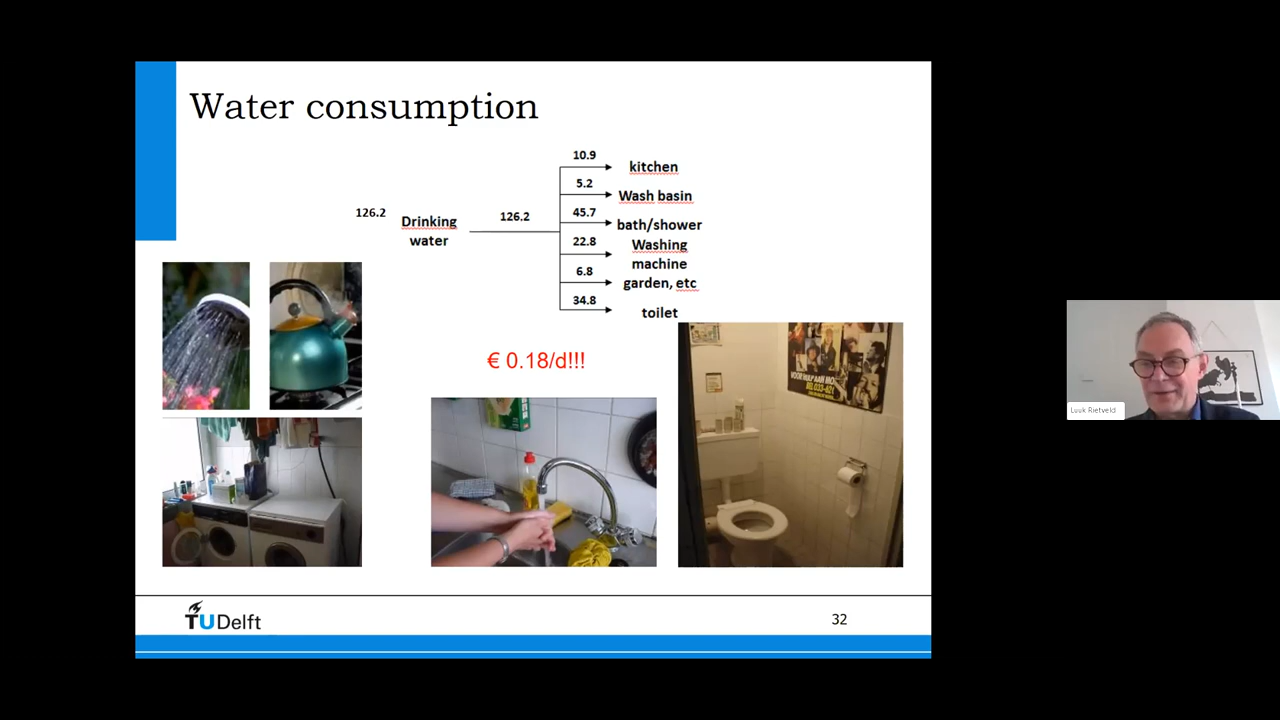 Water consumption
126.2
Drinking
water
126.2
10.9
kitchen
5.2
Wash basin
45.7
bath/shower
22.8
Washing
machine
6.8
garden, etc
34.8
toilet
€ 0.18/d!!!
TUDelft
32
Luuk Rietveld